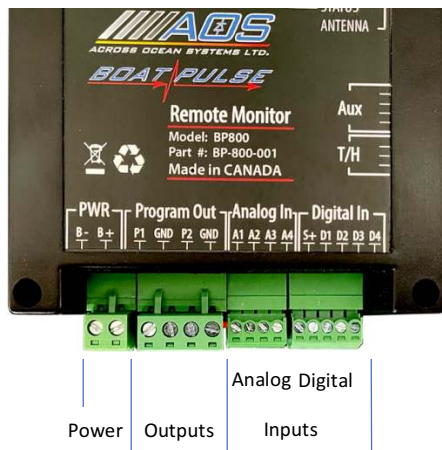 AOS
STATUS
ANTENNA
ACROSS OCEAN SYSTEMS LTD.
BOAT PULSE
Remote Monitor
Aux
Model: BP800
Part #: BP-800-001
T/H
Made in CANADA
PWR Program Out Analog In Digital In
B- B+ P1 GND P2 GND A1 A2 A3 A4 S+ D1 D2 D3 D4
Analog Digital
Power Outputs Inputs